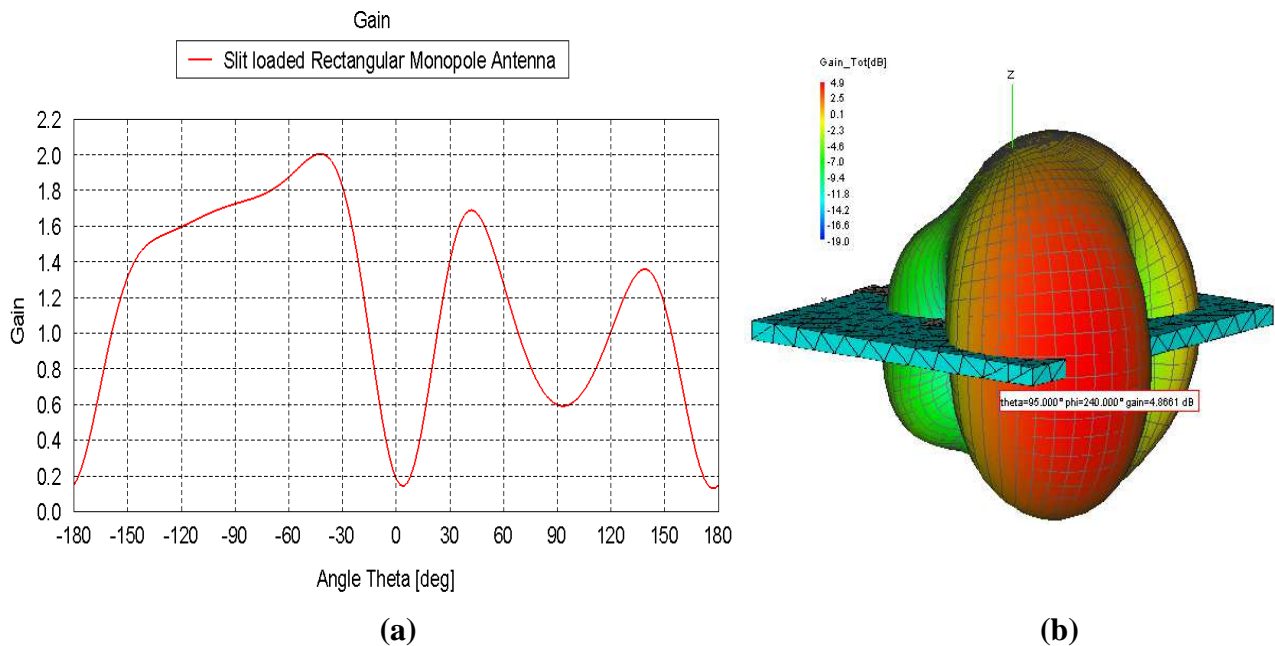 Gain
Slit loaded Rectangular Monopole Antenna
2.2
2.0
1.8
1.6
1.4
1.2
1.0
0.8
0.6
0.4
0.2
0.0
Gain
-180 -150 -120 -90 -60 -30 0 30 60 90 120 150 180
Angle Theta [deg]
(a)
Gain_Tot[dB]
4.9
2.5
0.1
-2.3
-4.6
-7.0
-9.4
-11.8
-14.2
-16.6
-19.0
Z
theta=95.000° phi=240.000° gain=4.8661 dB
(b)